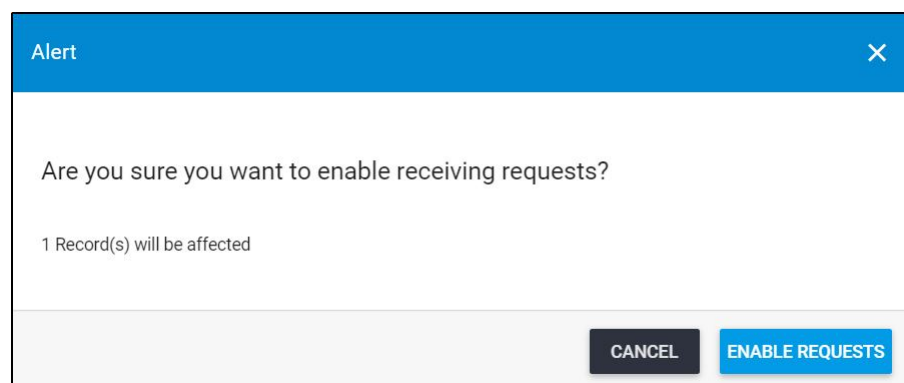 Alert
Are you sure you want to enable receiving requests?
1 Record(s) will be affected
CANCEL ENABLE REQUESTS